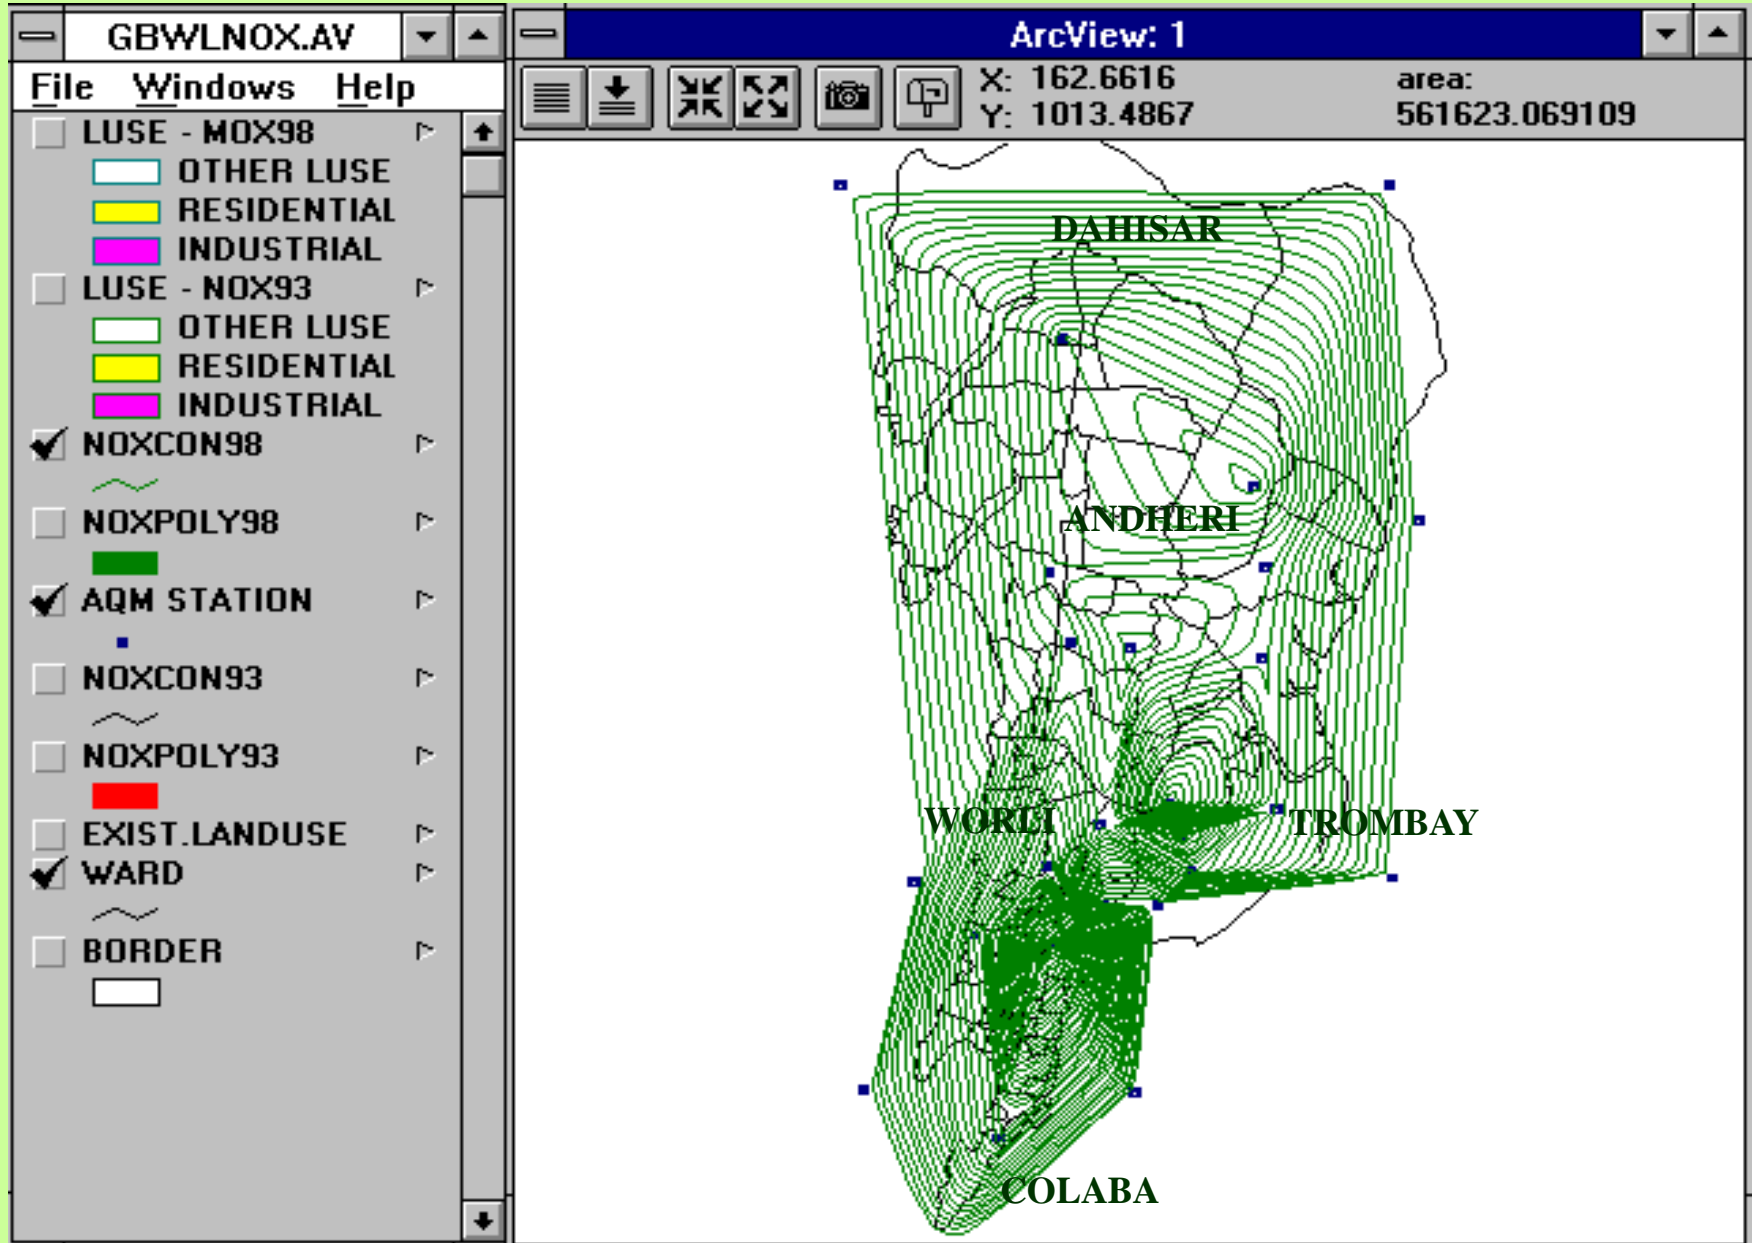 GBWLNOX.AV
File Windows Help
LUSE - MOX98
OTHER LUSE
RESIDENTIAL
INDUSTRIAL
LUSE - NOX93
OTHER LUSE
RESIDENTIAL
INDUSTRIAL
NOXCON98
NOXPOLY98
AQM STATION
NOXCON93
NOXPOLY93
EXIST.LANDUSE
WARD
BORDER
ArcView: 1
X: 162.6616
Y: 1013.4867
area:
561623.069109
DAHISAR
ANDHERI
WORLI
TROMBAY
COLABA